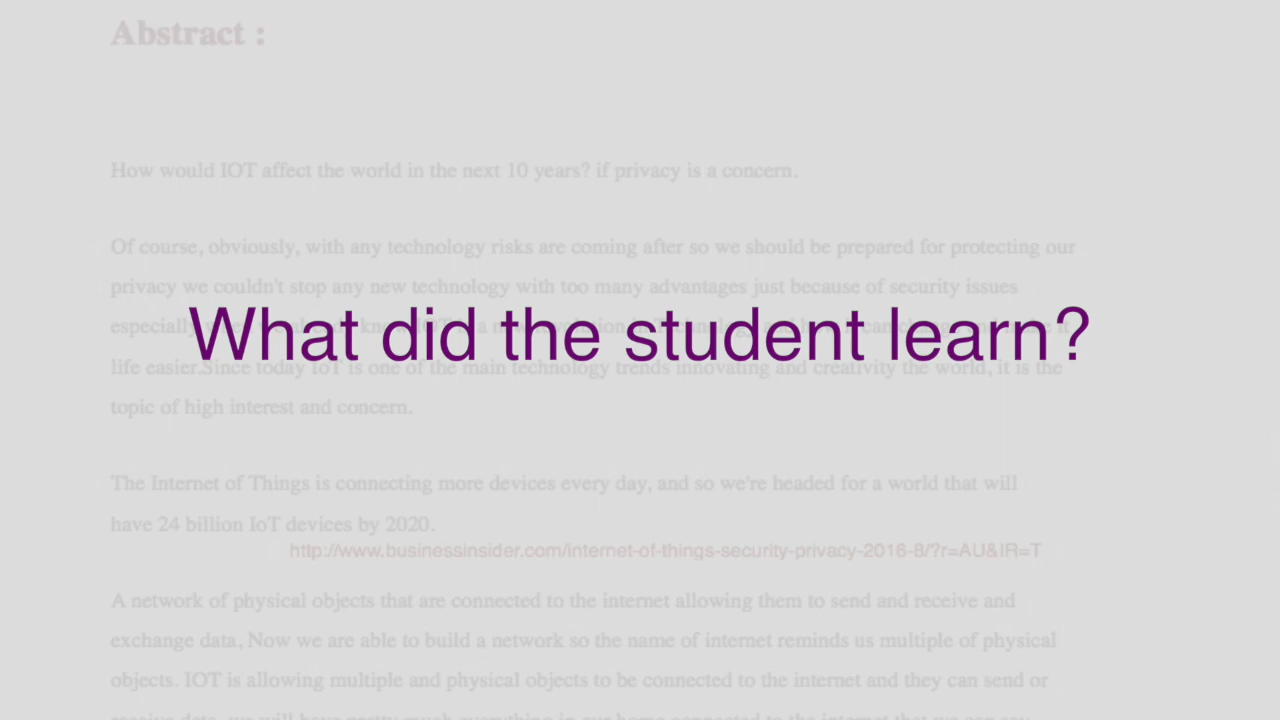 Abstract :
How would IOT affect the world in the next 10 years? if privacy is a concern.
Of course, obviously, with any technology risks are coming after so we should be prepared for protecting our
privacy we couldn't stop any new technology with too many advantages just because of security issues
What did the student learn?
especially
life easier.Since today IoT is one of the main technology trends innovating and creativity the world, it is the
topic of high interest and concern.
The Internet of Things is connecting more devices every day, and so we're headed for a world that will
have 24 billion IoT devices by 2020.
http://www.businessinsider.com/internet-of-things-security-privacy-2016-8/?r=AU&IR=T
A network of physical objects that are connected to the internet allowing them to send and receive and
exchange data, Now we are able to build a network so the name of internet reminds us multiple of physical
objects. IOT is allowing multiple and physical objects to be connected to the internet and they can send or